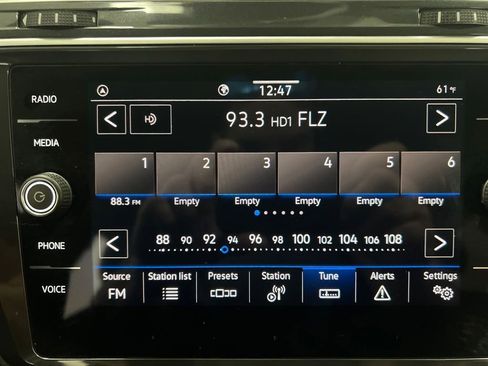 RADIO
MEDIA
PHONE
VOICE
12:47 61°F
HD 93.3 HD1 FLZ
1 2 3 4 5 6
88.3 FM Empty Empty Empty Empty Empty
88 90 92 94 96 98 100 102 104 106 108
Source Station list Presets Station Tune Alerts Settings
FM